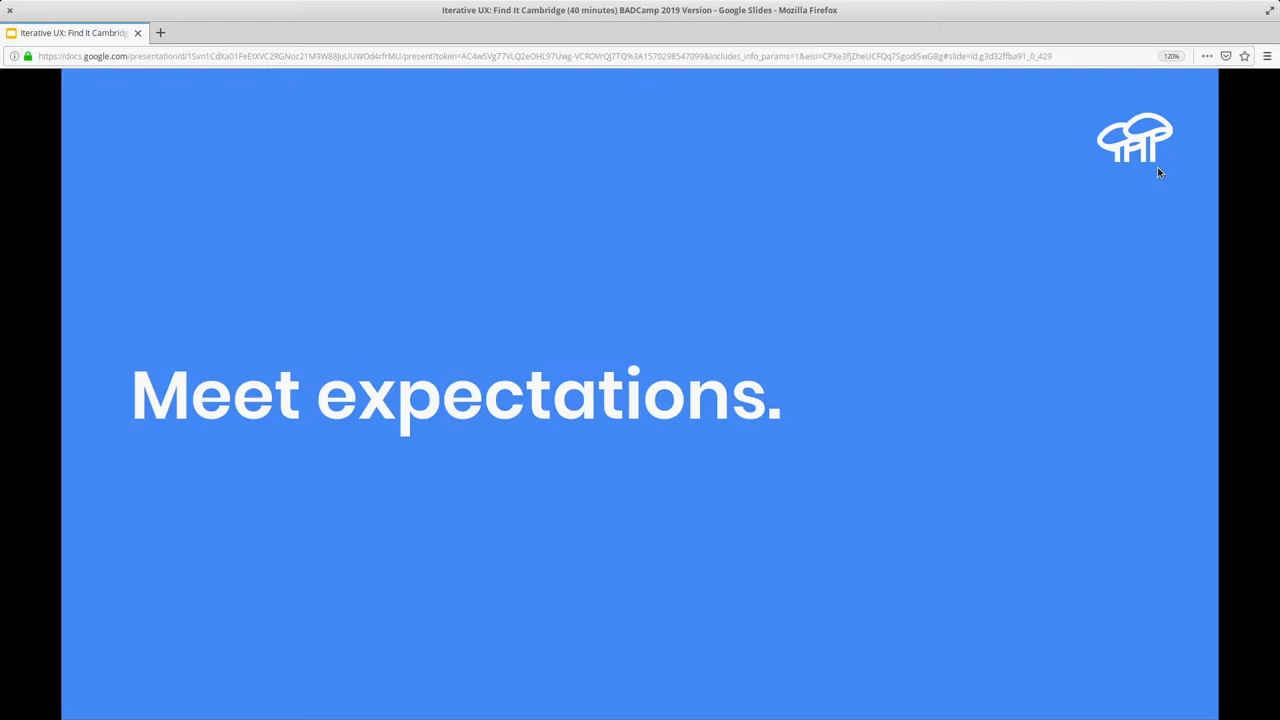 Iterative UX: Find It Cambridge (40 minutes) BADCamp 2019 Version - Google Slides - Mozilla Firefox
Iterative UX: Find It Cambridg
120%
Meet expectations.